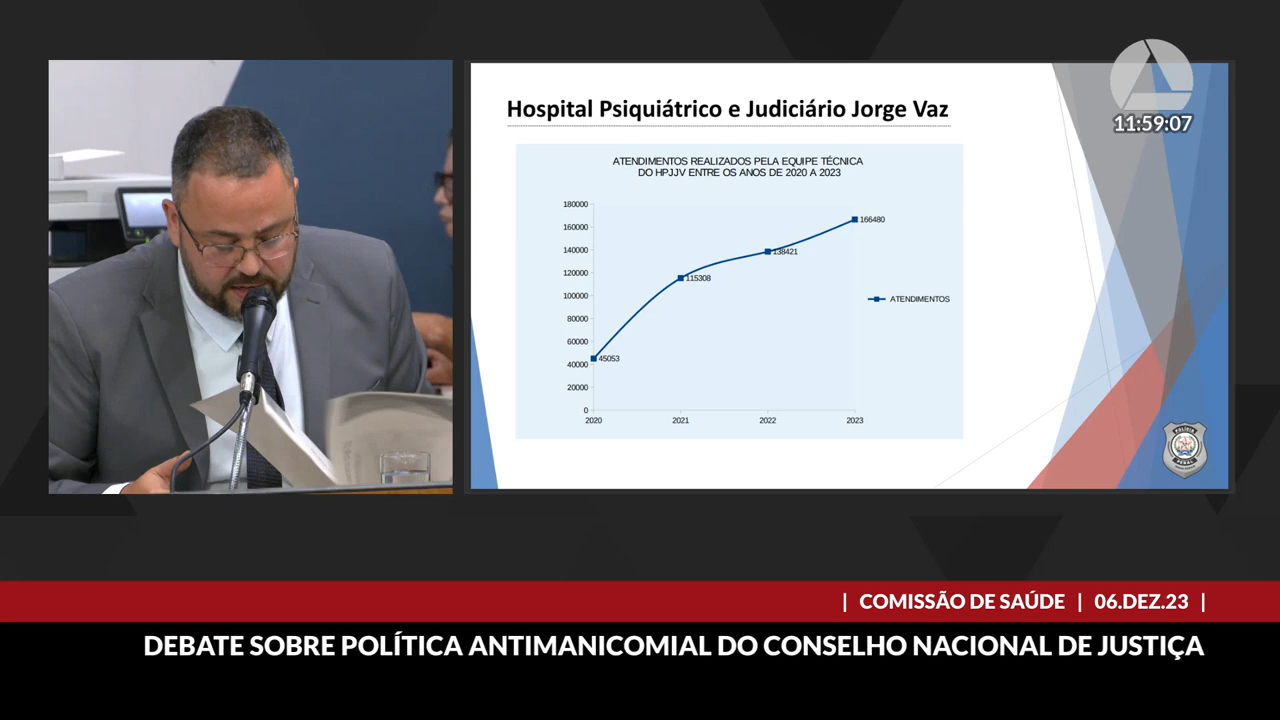 Hospital Psiquiátrico e Judiciário Jorge Vaz
11:59:07
ATENDIMENTOS REALIZADOS PELA EQUIPE TÉCNICA
DO HPJJV ENTRE OS ANOS DE 2020 A 2023
180000
160000
140000
120000
100000
80000
60000
40000
20000
0
166480
138421
115308
45053
ATENDIMENTOS
2020 2021 2022 2023
POLÍCIA
PENAL
| COMISSÃO DE SAÚDE | 06.DEZ.23 |
DEBATE SOBRE POLÍTICA ANTIMANICOMIAL DO CONSELHO NACIONAL DE JUSTIÇA